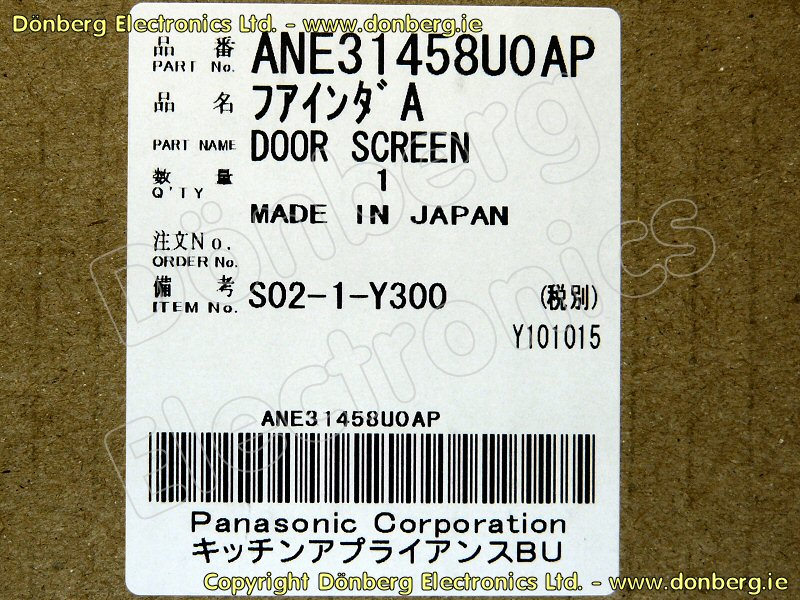 Dönberg Electronics Ltd. - www.donberg.ie
品番 ANE31458U0AP
PART No.
品名 ファインダ゛A
PART NAME DOOR SCREEN
数量 1
Q'TY
MADE IN JAPAN
注文No.
ORDER No.
備考 S02-1-Y300 (税別)
ITEM No.
Y101015
Dönberg
Electronics
ANE31458U0AP
Panasonic Corporation
キッチンアプライアンスBU
Copyright Dönberg Electronics Ltd. - www.donberg.ie